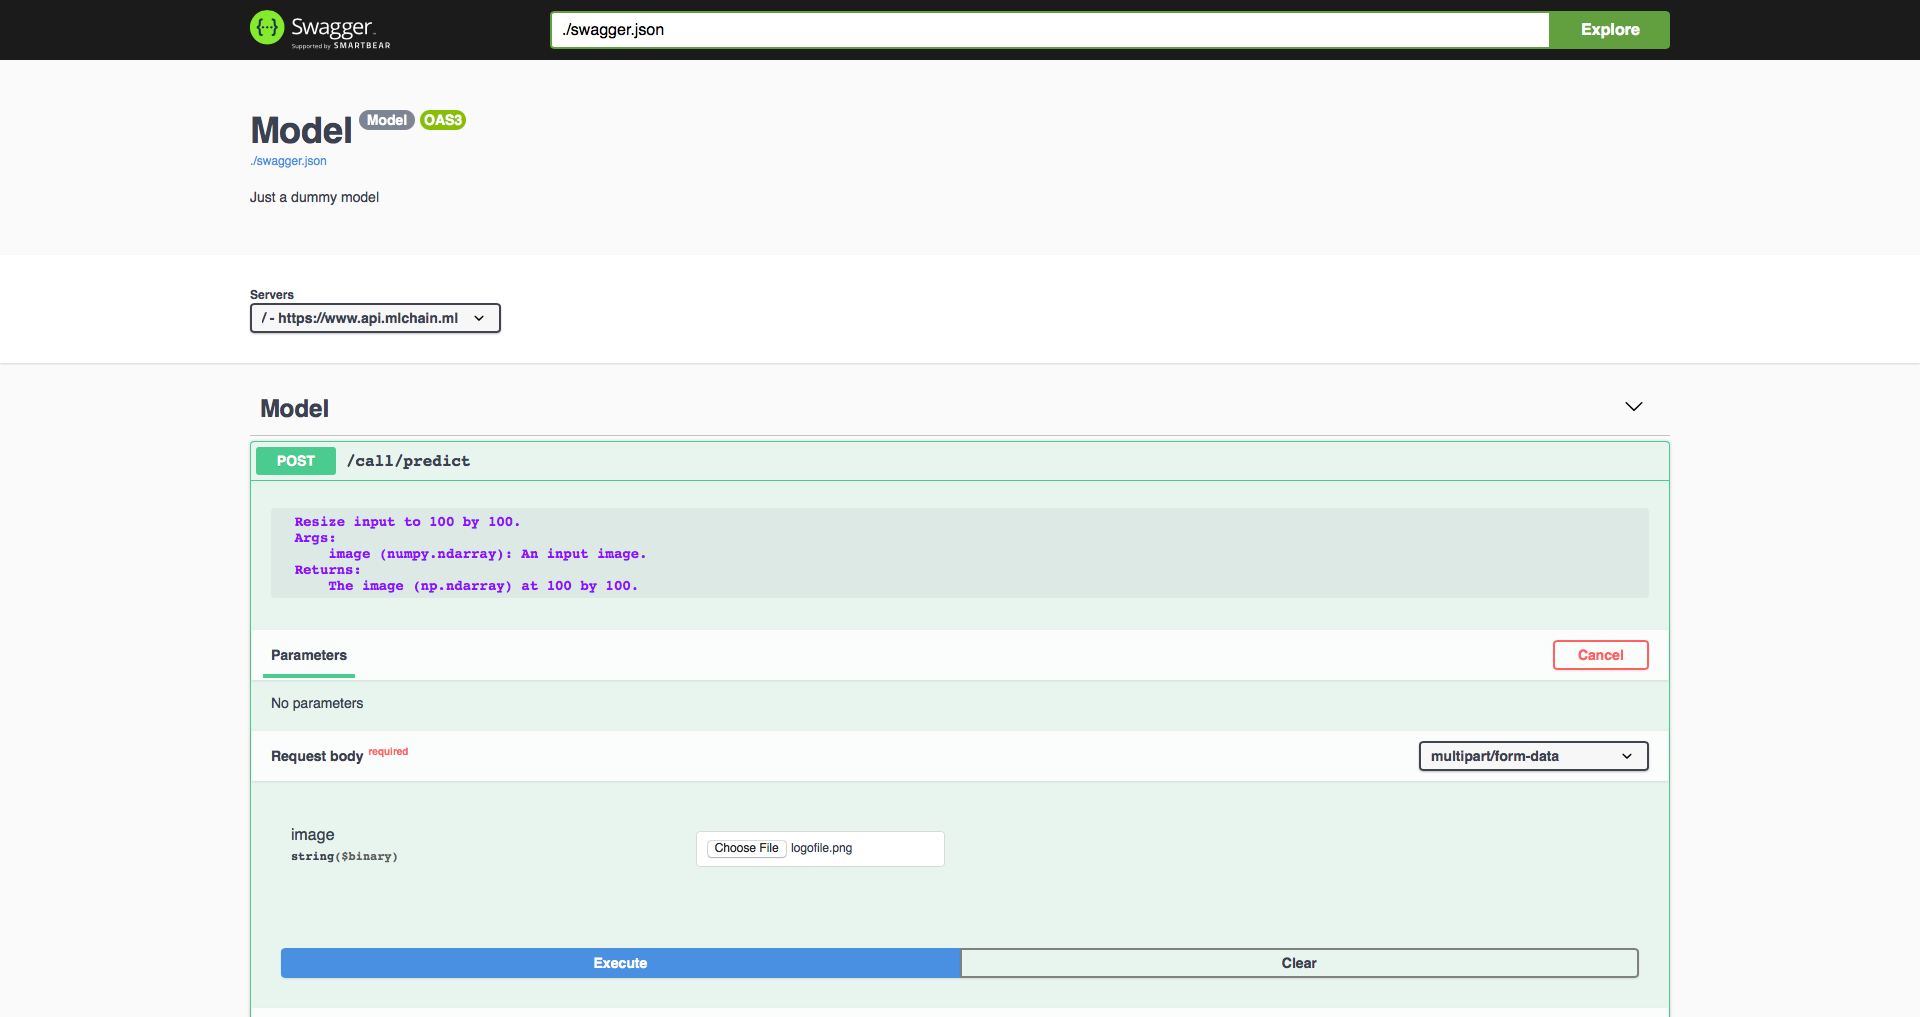 Swagger
Supported by SMARTBEAR
./swagger.json
Explore
Model Model OAS3
./swagger.json
Just a dummy model
Servers
/ - https://www.api.mlchain.ml
Model
POST /call/predict
Resize input to 100 by 100.
Args:
image (numpy.ndarray): An input image.
Returns:
The image (np.ndarray) at 100 by 100.
Parameters
Cancel
No parameters
Request body required
multipart/form-data
image
string($binary)
Choose File logofile.png
Execute
Clear